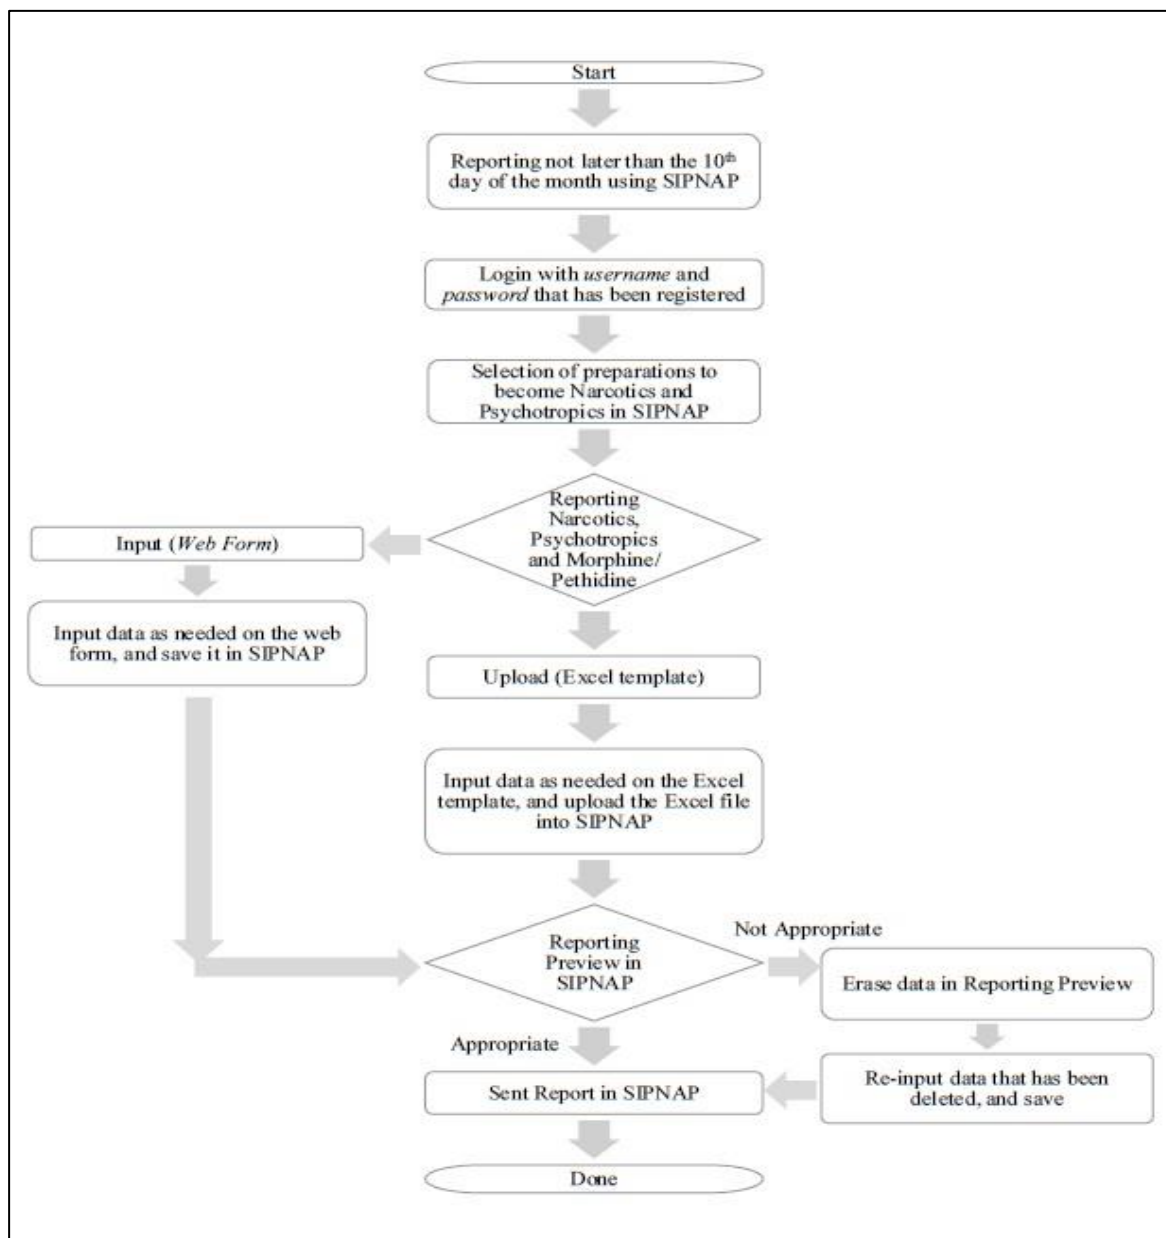 Start
Reporting not later than the 10th
day of the month using SIPNAP
Login with username and
password that has been registered
Selection of preparations to
become Narcotics and
Psychotropics in SIPNAP
Reporting
Narcotics,
Psychotropics
and Morphine/
Pethidine
Input (Web Form)
Input data as needed on the web
form, and save it in SIPNAP
Upload (Excel template)
Input data as needed on the Excel
template, and upload the Excel file
into SIPNAP
Reporting
Preview in
SIPNAP
Not Appropriate
Erase data in Reporting Preview
Re-input data that has been
deleted, and save
Appropriate
Sent Report in SIPNAP
Done